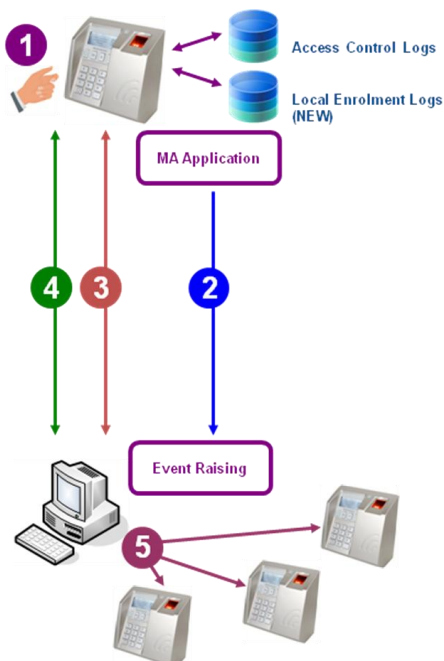 1
Access Control Logs
Local Enrolment Logs
(NEW)
MA Application
4
3
2
Event Raising
5